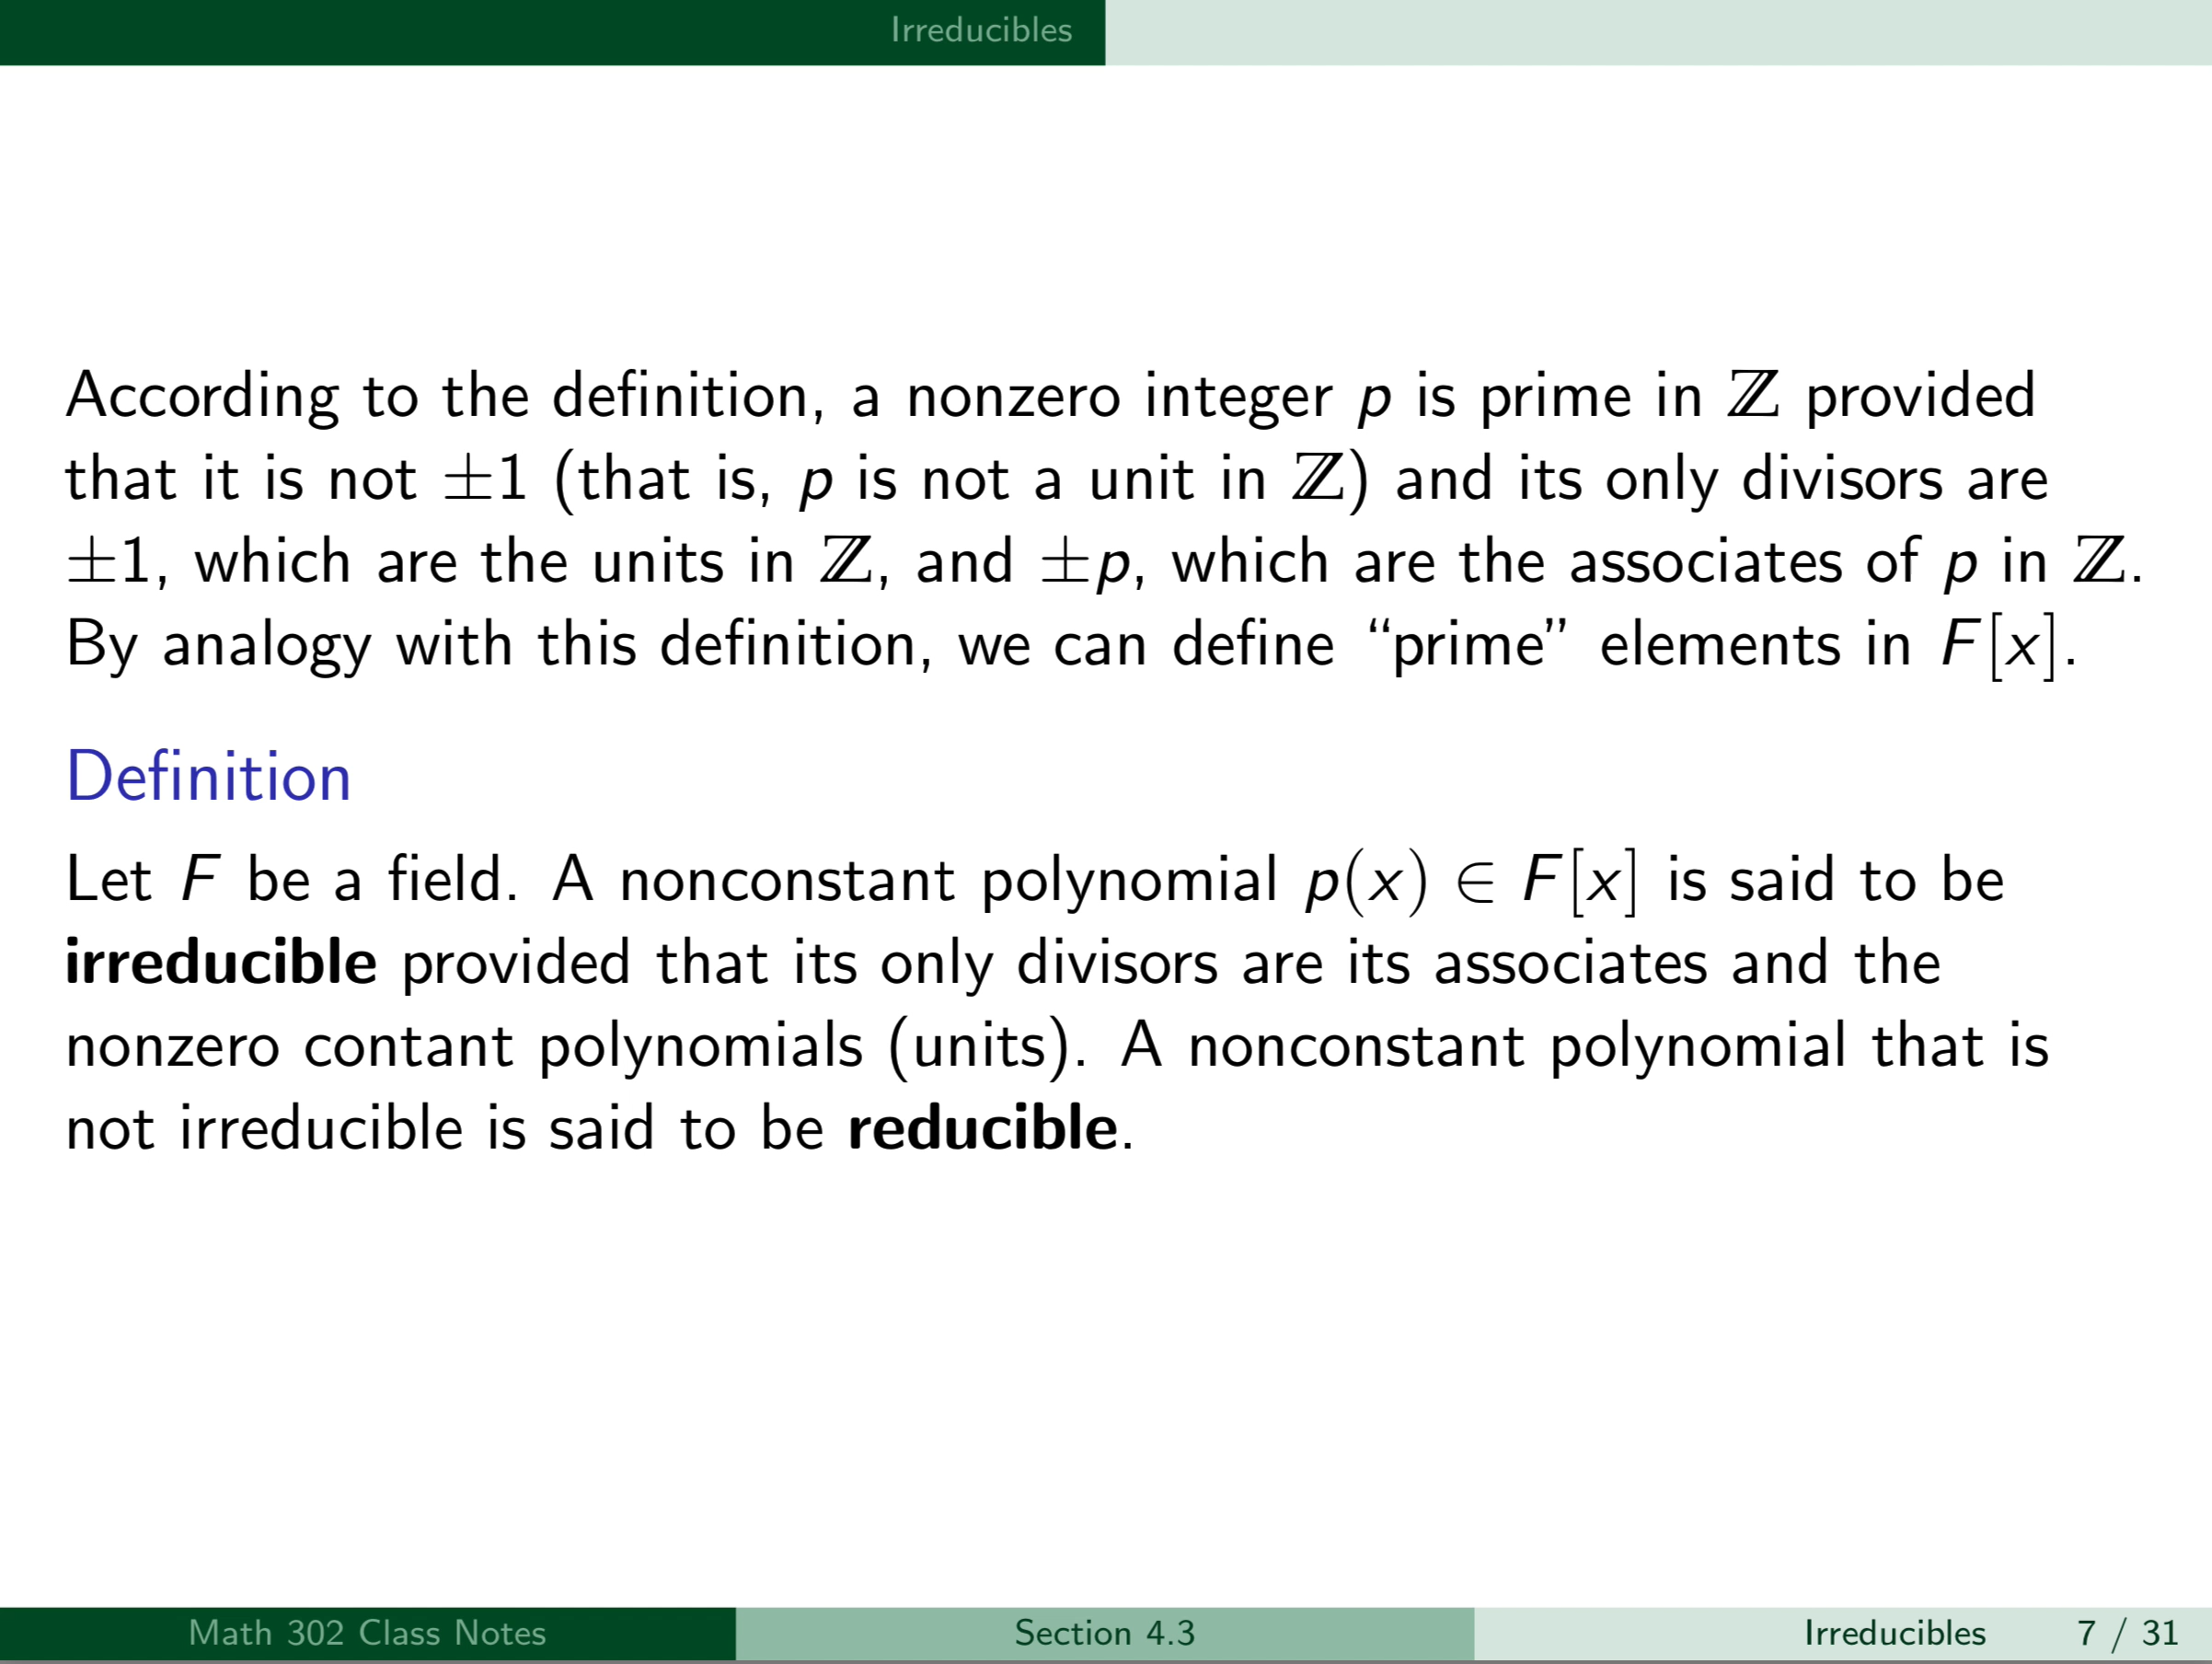 Irreducibles
According to the definition, a nonzero integer p is prime in ℤ provided
that it is not ±1 (that is, p is not a unit in ℤ) and its only divisors are
±1, which are the units in ℤ, and ±p, which are the associates of p in ℤ.
By analogy with this definition, we can define “prime” elements in F[x].
Definition
Let F be a field. A nonconstant polynomial p(x) ∈ F[x] is said to be
irreducible provided that its only divisors are its associates and the
nonzero contant polynomials (units). A nonconstant polynomial that is
not irreducible is said to be reducible.
Math 302 Class Notes Section 4.3 Irreducibles 7 / 31